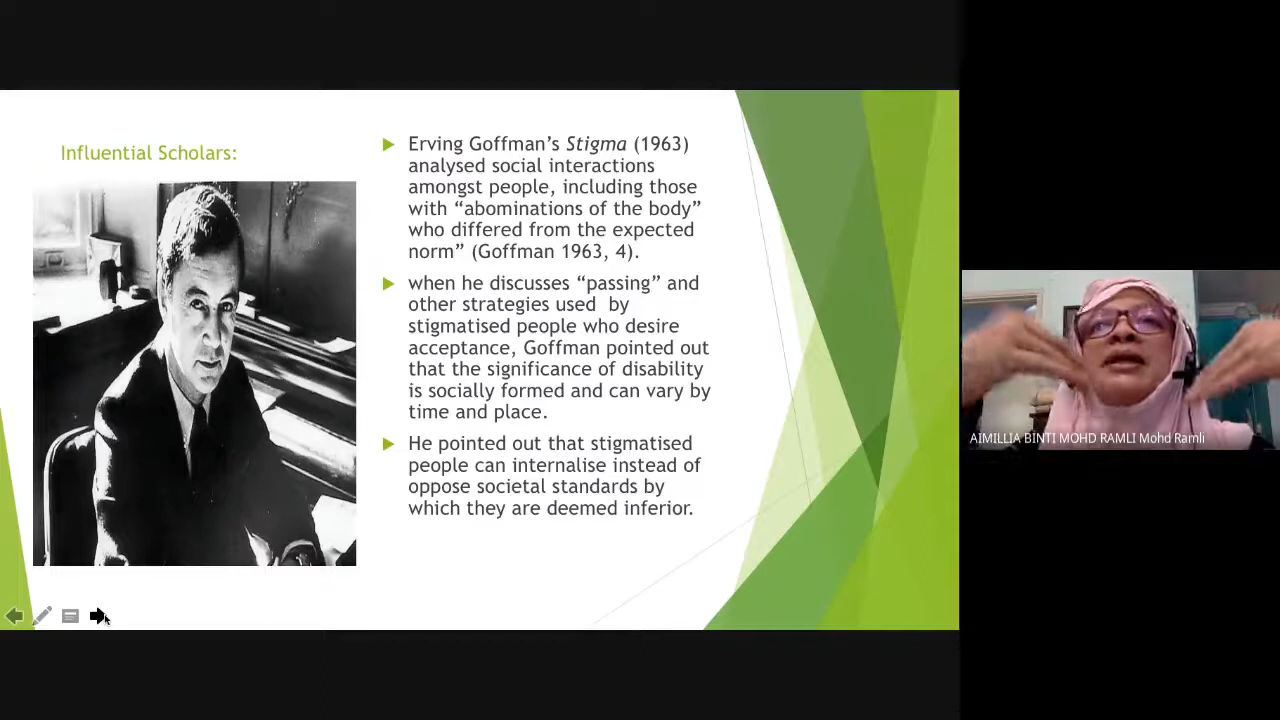 Influential Scholars:
Erving Goffman’s Stigma (1963)
analysed social interactions
amongst people, including those
with “abominations of the body”
who differed from the expected
norm” (Goffman 1963, 4).
when he discusses “passing” and
other strategies used  by
stigmatised people who desire
acceptance, Goffman pointed out
that the significance of disability
is socially formed and can vary by
time and place.
He pointed out that stigmatised
people can internalise instead of
oppose societal standards by
which they are deemed inferior.
AIMILLIA BINTI MOHD RAMLI Mohd Ramli